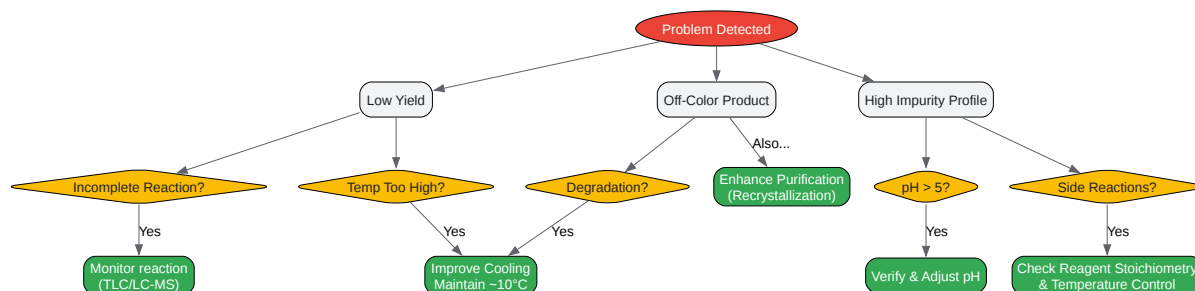 Problem Detected
Low Yield
Off-Color Product
High Impurity Profile
Also...
Incomplete Reaction?
Temp Too High?
Degradation?
Enhance Purification
(Recrystallization)
pH > 5?
Side Reactions?
Yes
Yes
Yes
Yes
Yes
Monitor reaction
(TLC/LC-MS)
Improve Cooling
Maintain ~10°C
Verify & Adjust pH
Check Reagent Stoichiometry
& Temperature Control